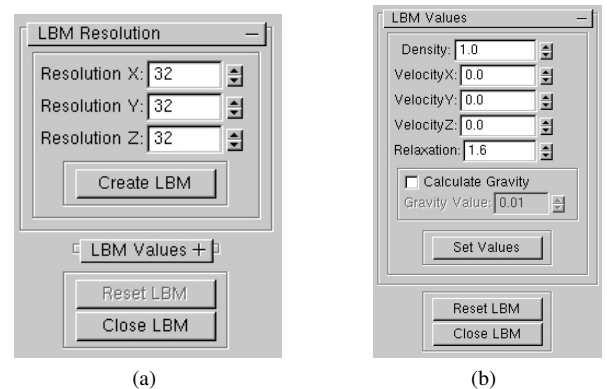 LBM Resolution −
Resolution X: 32
Resolution Y: 32
Resolution Z: 32
Create LBM
LBM Values +
Reset LBM
Close LBM
(a)
LBM Values −
Density: 1.0
VelocityX: 0.0
VelocityY: 0.0
VelocityZ: 0.0
Relaxation: 1.6
Calculate Gravity
Gravity Value: 0.01
Set Values
Reset LBM
Close LBM
(b)